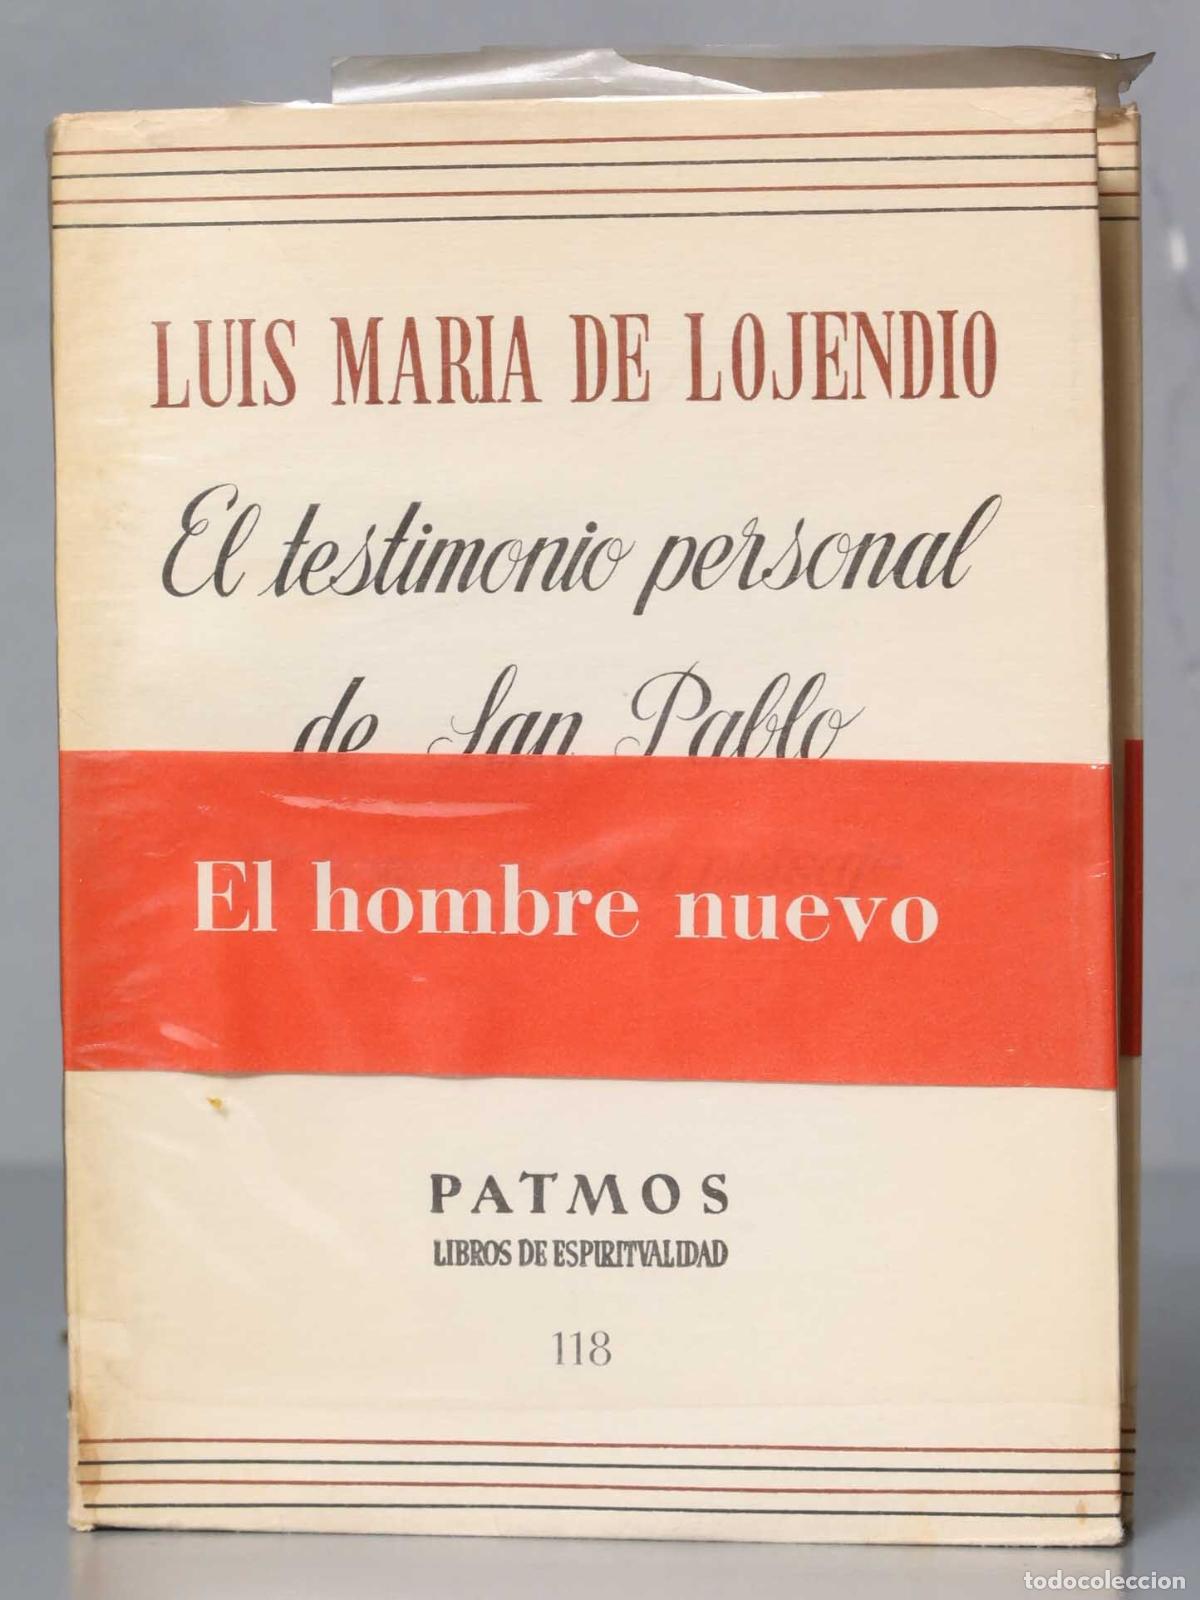 LUIS MARIA DE LOJENDIO
El testimonio personal
de San Pablo
El hombre nuevo
PATMOS
LIBROS DE ESPIRITVALIDAD
118
todocoleccion